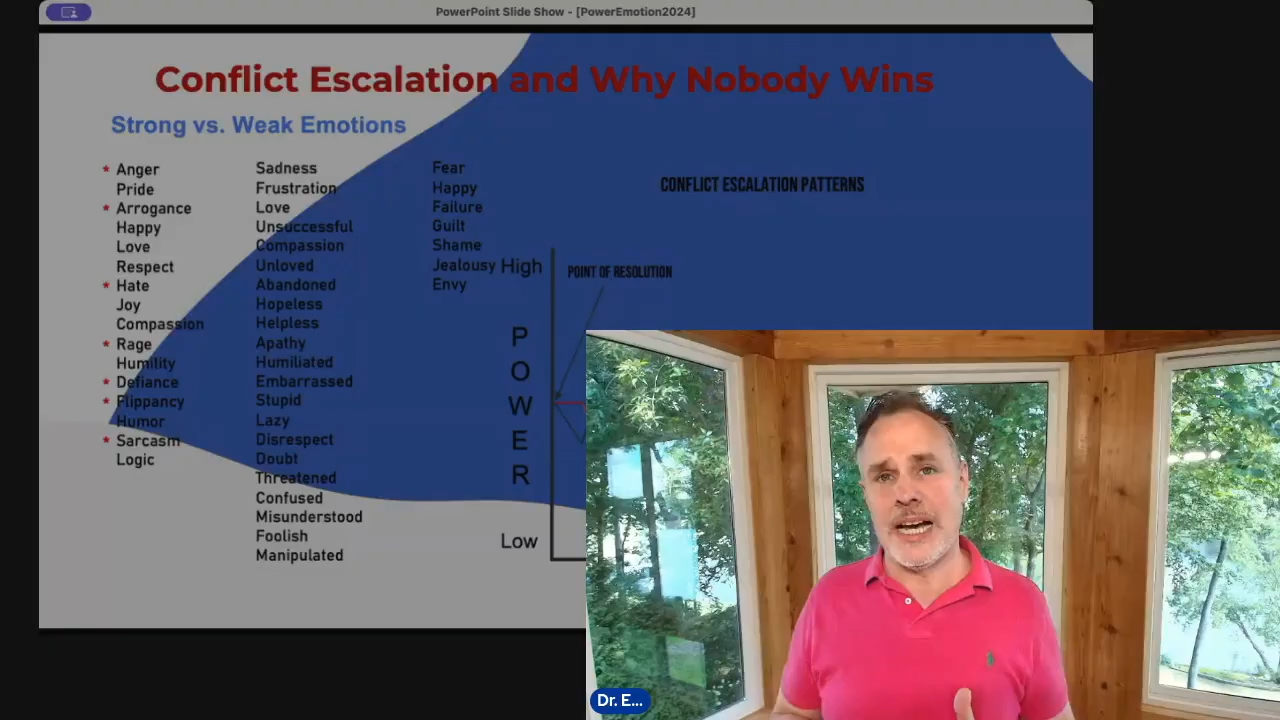 PowerPoint Slide Show - [PowerEmotion2024]
Conflict Escalation and Why Nobody Wins
Strong vs. Weak Emotions
* Anger
Pride
* Arrogance
Happy
Love
Respect
* Hate
Joy
Compassion
* Rage
Humility
* Defiance
* Flippancy
Humor
* Sarcasm
Logic
Sadness
Frustration
Love
Unsuccessful
Compassion
Unloved
Abandoned
Hopeless
Helpless
Apathy
Humiliated
Embarrassed
Stupid
Lazy
Disrespect
Doubt
Threatened
Confused
Misunderstood
Foolish
Manipulated
Fear
Happy
Failure
Guilt
Shame
Jealousy
Envy
CONFLICT ESCALATION PATTERNS
High
POINT OF RESOLUTION
P
O
W
E
R
Low
Dr. E...